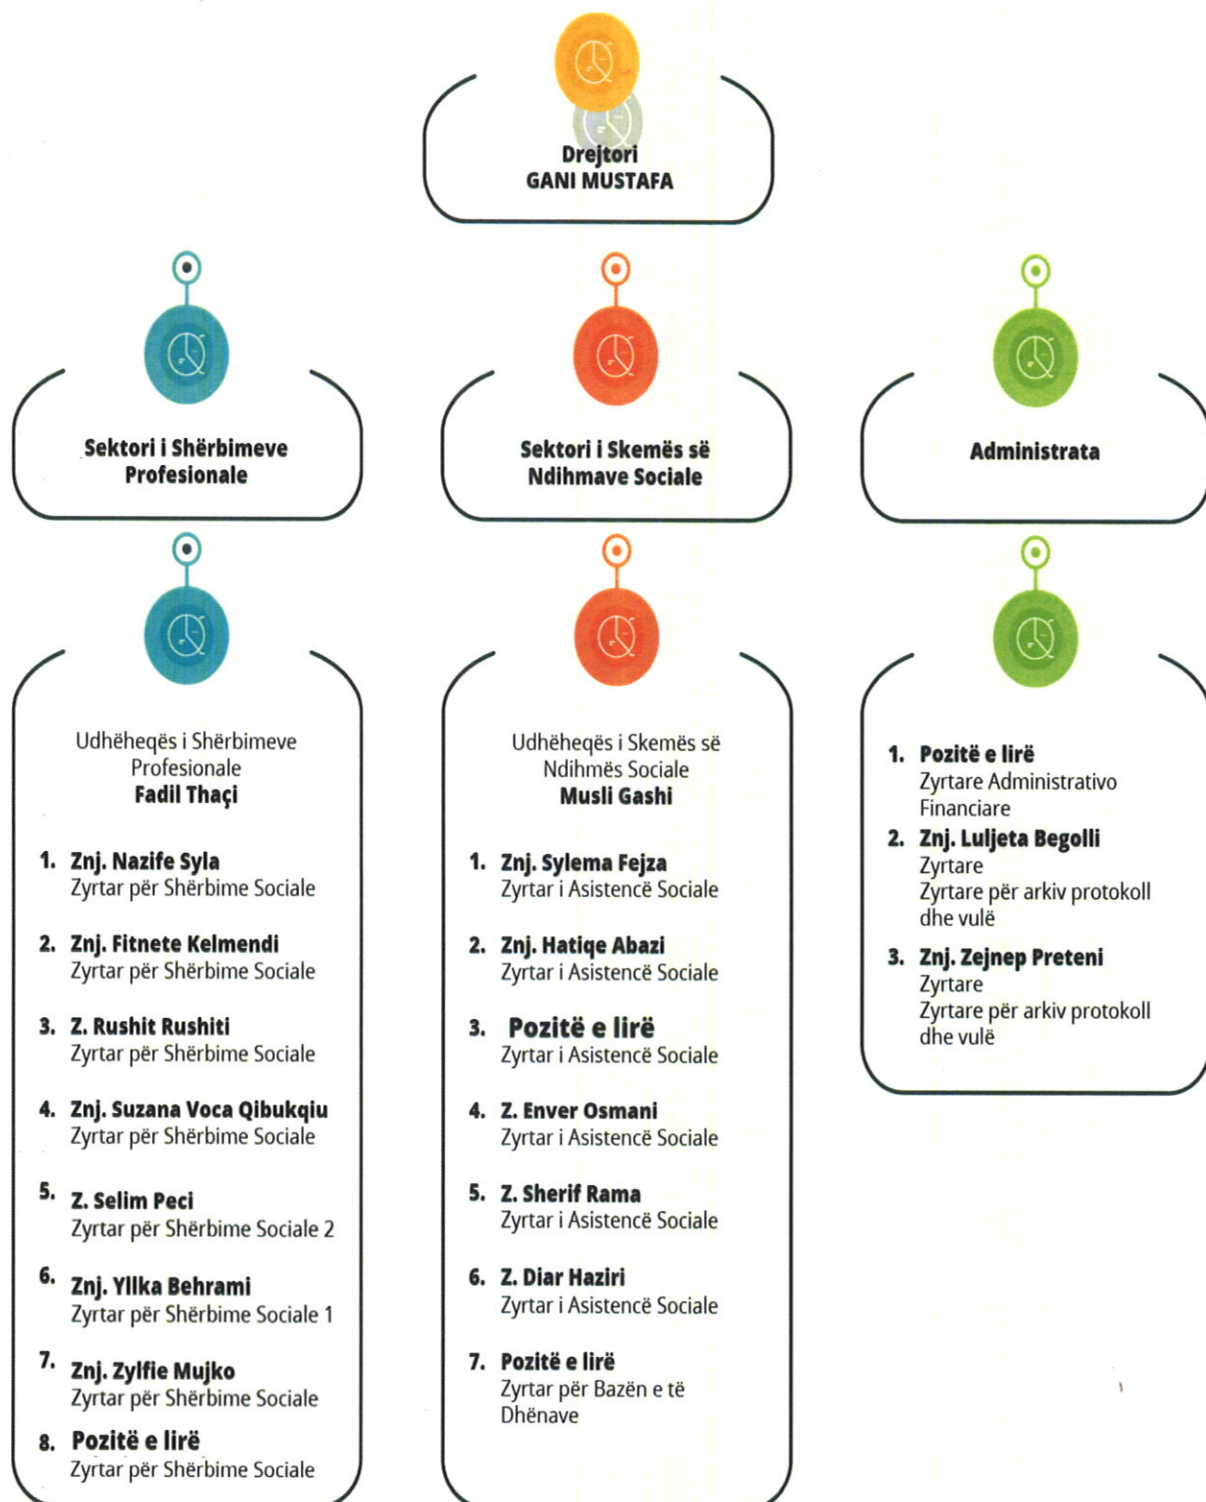 Drejtori
GANI MUSTAFA
Sektori i Shërbimeve
Profesionale
Sektori i Skemës së
Ndihmave Sociale
Administrata
Udhëheqës i Shërbimeve
Profesionale
Fadil Thaçi
1. Znj. Nazife Syla
Zyrtar për Shërbime Sociale
2. Znj. Fitnete Kelmendi
Zyrtar për Shërbime Sociale
3. Z. Rushit Rushiti
Zyrtar për Shërbime Sociale
4. Znj. Suzana Voca Qibukqiu
Zyrtar për Shërbime Sociale
5. Z. Selim Peci
Zyrtar për Shërbime Sociale 2
6. Znj. Yllka Behrami
Zyrtar për Shërbime Sociale 1
7. Znj. Zylfie Mujko
Zyrtar për Shërbime Sociale
8. Pozitë e lirë
Zyrtar për Shërbime Sociale
Udhëheqës i Skemës së
Ndihmës Sociale
Musli Gashi
1. Znj. Sylema Fejza
Zyrtar i Asistencë Sociale
2. Znj. Hatiqe Abazi
Zyrtar i Asistencë Sociale
3. Pozitë e lirë
Zyrtar i Asistencë Sociale
4. Z. Enver Osmani
Zyrtar i Asistencë Sociale
5. Z. Sherif Rama
Zyrtar i Asistencë Sociale
6. Z. Diar Haziri
Zyrtar i Asistencë Sociale
7. Pozitë e lirë
Zyrtar për Bazën e të
Dhënave
1. Pozitë e lirë
Zyrtare Administrativo
Financiare
2. Znj. Luljeta Begolli
Zyrtare
Zyrtare për arkiv protokoll
dhe vulë
3. Znj. Zejnep Preteni
Zyrtare
Zyrtare për arkiv protokoll
dhe vulë